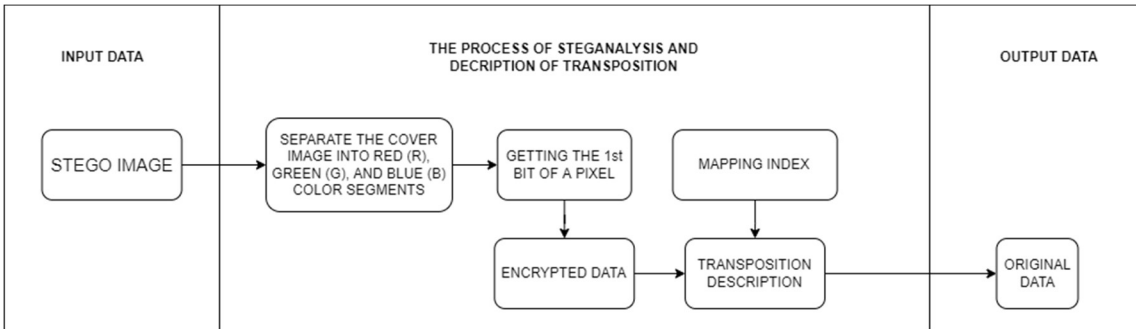 INPUT DATA
THE PROCESS OF STEGANALYSIS AND
DECRIPTION OF TRANSPOSITION
OUTPUT DATA
STEGO IMAGE
SEPARATE THE COVER
IMAGE INTO RED (R),
GREEN (G), AND BLUE (B)
COLOR SEGMENTS
GETTING THE 1st
BIT OF A PIXEL
MAPPING INDEX
ENCRYPTED DATA
TRANSPOSITION
DESCRIPTION
ORIGINAL
DATA